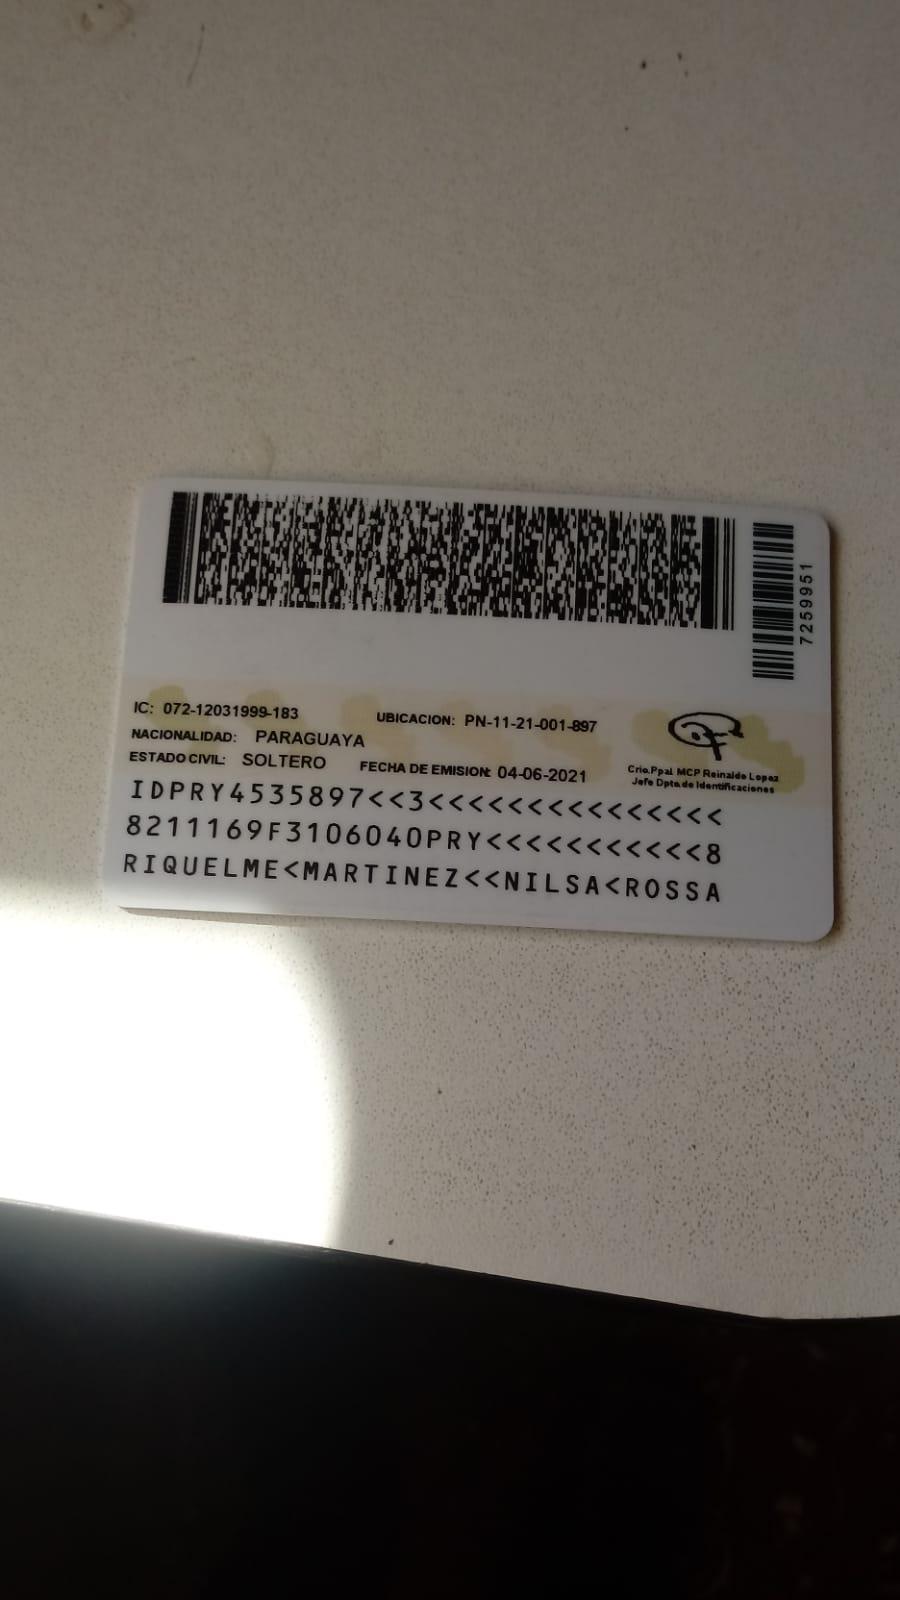 7259951
IC: 072-12031999-183 UBICACION: PN-11-21-001-897
NACIONALIDAD: PARAGUAYA
ESTADO CIVIL: SOLTERO FECHA DE EMISION: 04-06-2021
Crio.Ppal. MCP Reinaldo Lopez
Jefe Dpto.de Identificaciones
IDPRY4535897<<3<<<<<<<<<<<<<<<
8211169F3106040PRY<<<<<<<<<<<8
RIQUELME<MARTINEZ<<NILSA<ROSSA